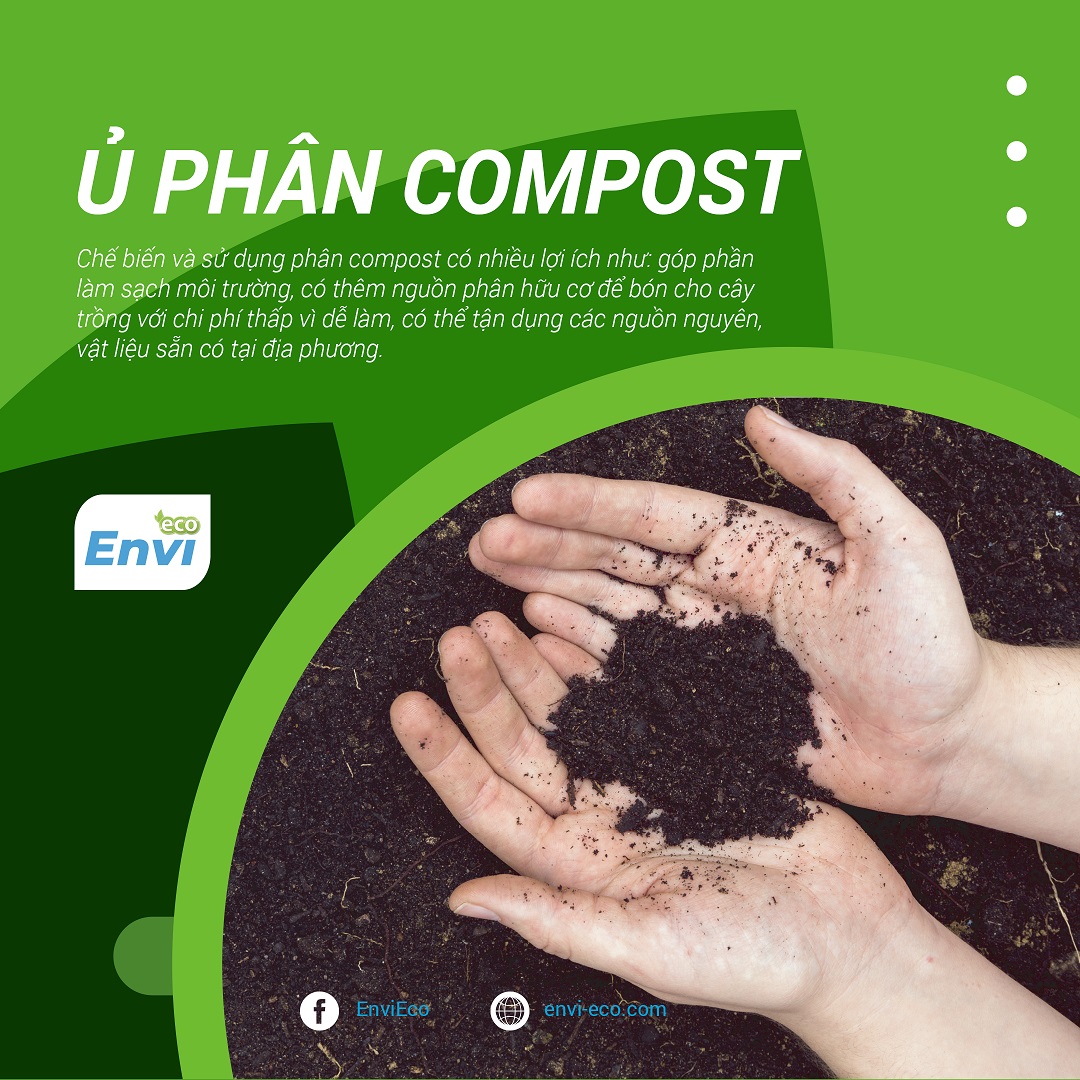 Ủ PHÂN COMPOST
Chế biến và sử dụng phân compost có nhiều lợi ích như: góp phần
làm sạch môi trường, có thêm nguồn phân hữu cơ để bón cho cây
trồng với chi phí thấp vì dễ làm, có thể tận dụng các nguồn nguyên,
vật liệu sẵn có tại địa phương.
eco
Envi
f EnviEco
envi-eco.com